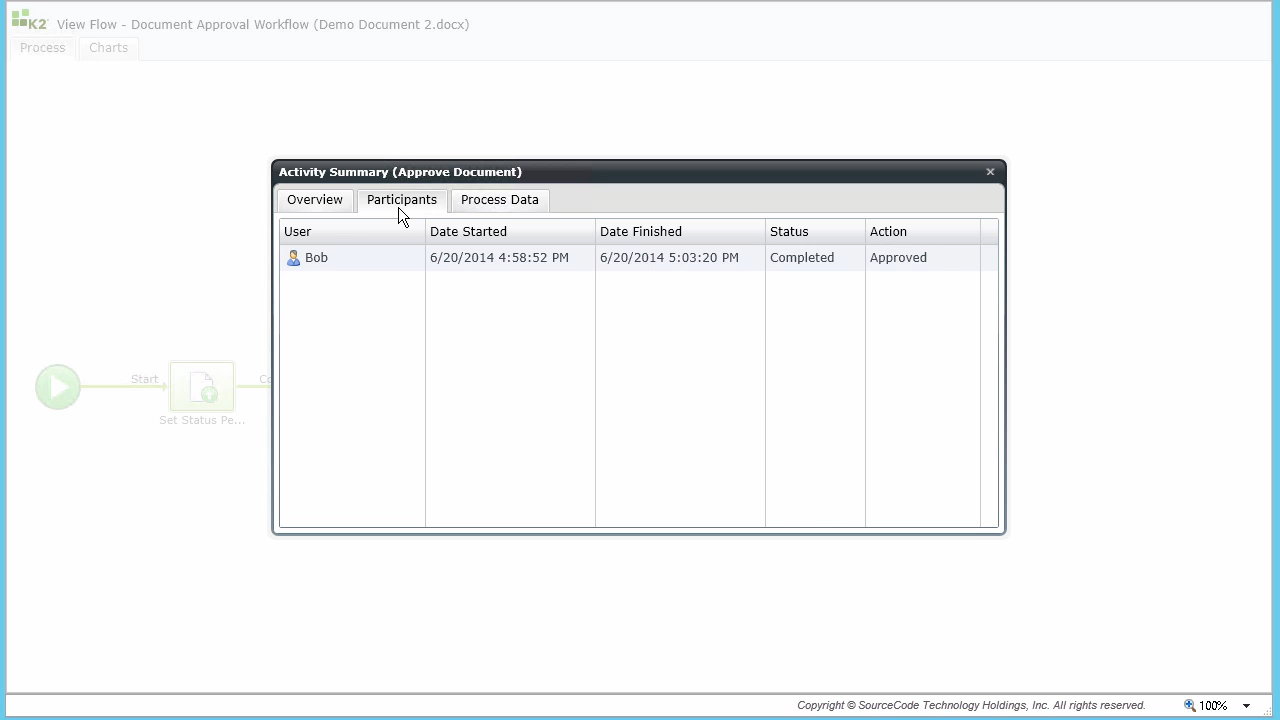 K2 View Flow - Document Approval Workflow (Demo Document 2.docx)
Process Charts
Activity Summary (Approve Document)
Overview Participants Process Data
User Date Started Date Finished Status Action
Bob 6/20/2014 4:58:52 PM 6/20/2014 5:03:20 PM Completed Approved
Start Co
Set Status Pe...
Copyright © SourceCode Technology Holdings, Inc. All rights reserved. 100%